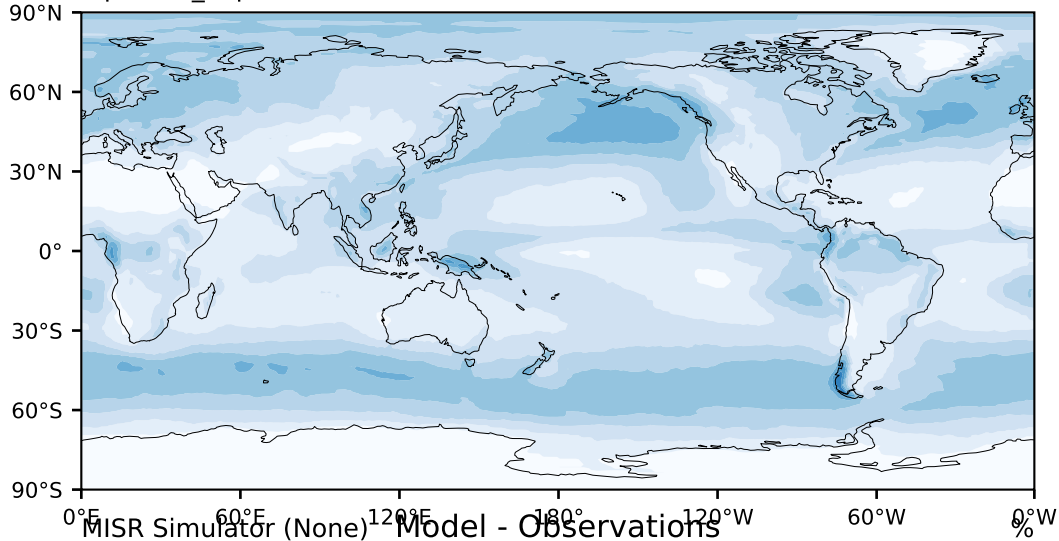 90°N
60°N
30°N
0°
30°S
60°S
90°S
0°E 60°E 120°E 180° 120°W 60°W 0°W
MISR Simulator (None) Model - Observations %